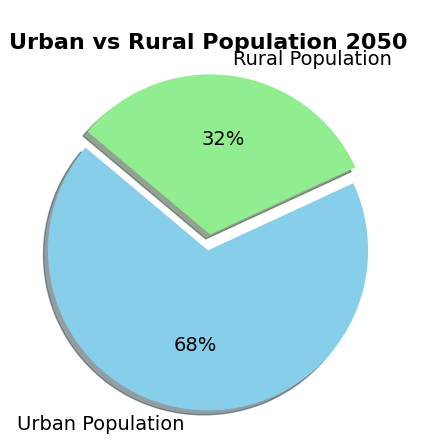 Urban vs Rural Population 2050
Rural Population
32%
68%
Urban Population